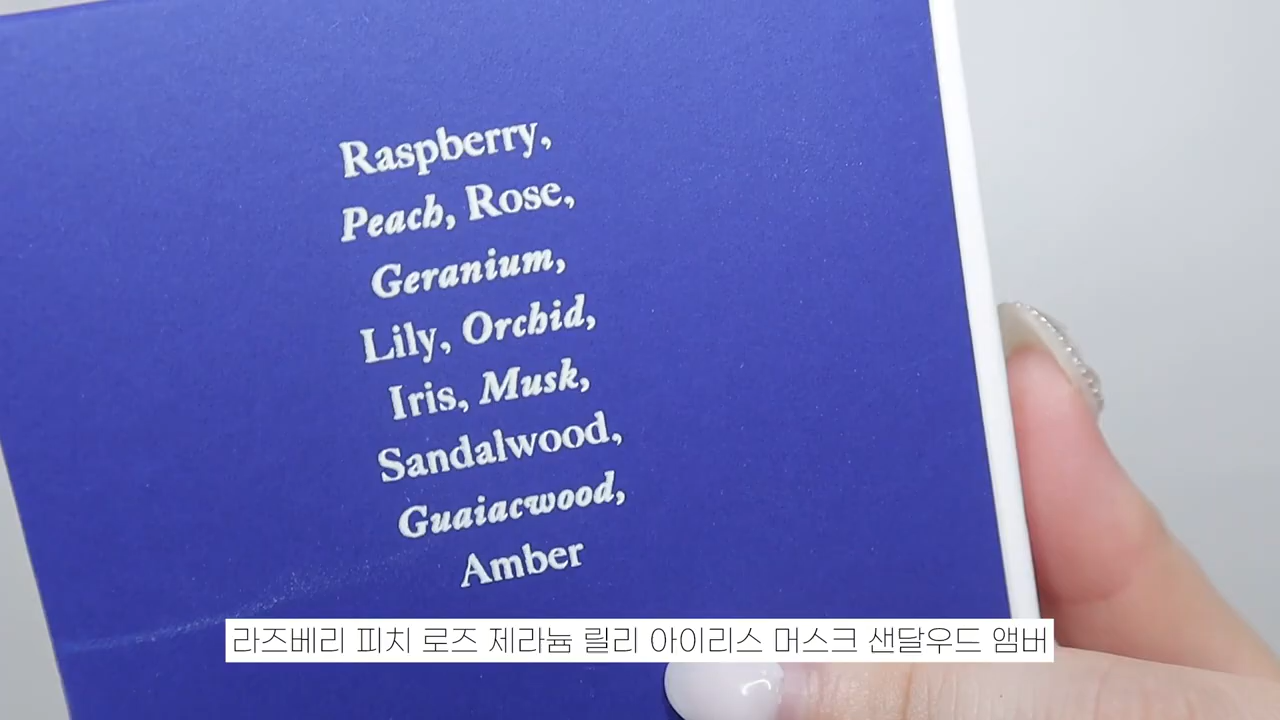 Raspberry,
Peach, Rose,
Geranium,
Lily, Orchid,
Iris, Musk,
Sandalwood,
Guaiacwood,
Amber
라즈베리 피치 로즈 제라늄 릴리 아이리스 머스크 샌달우드 앰버